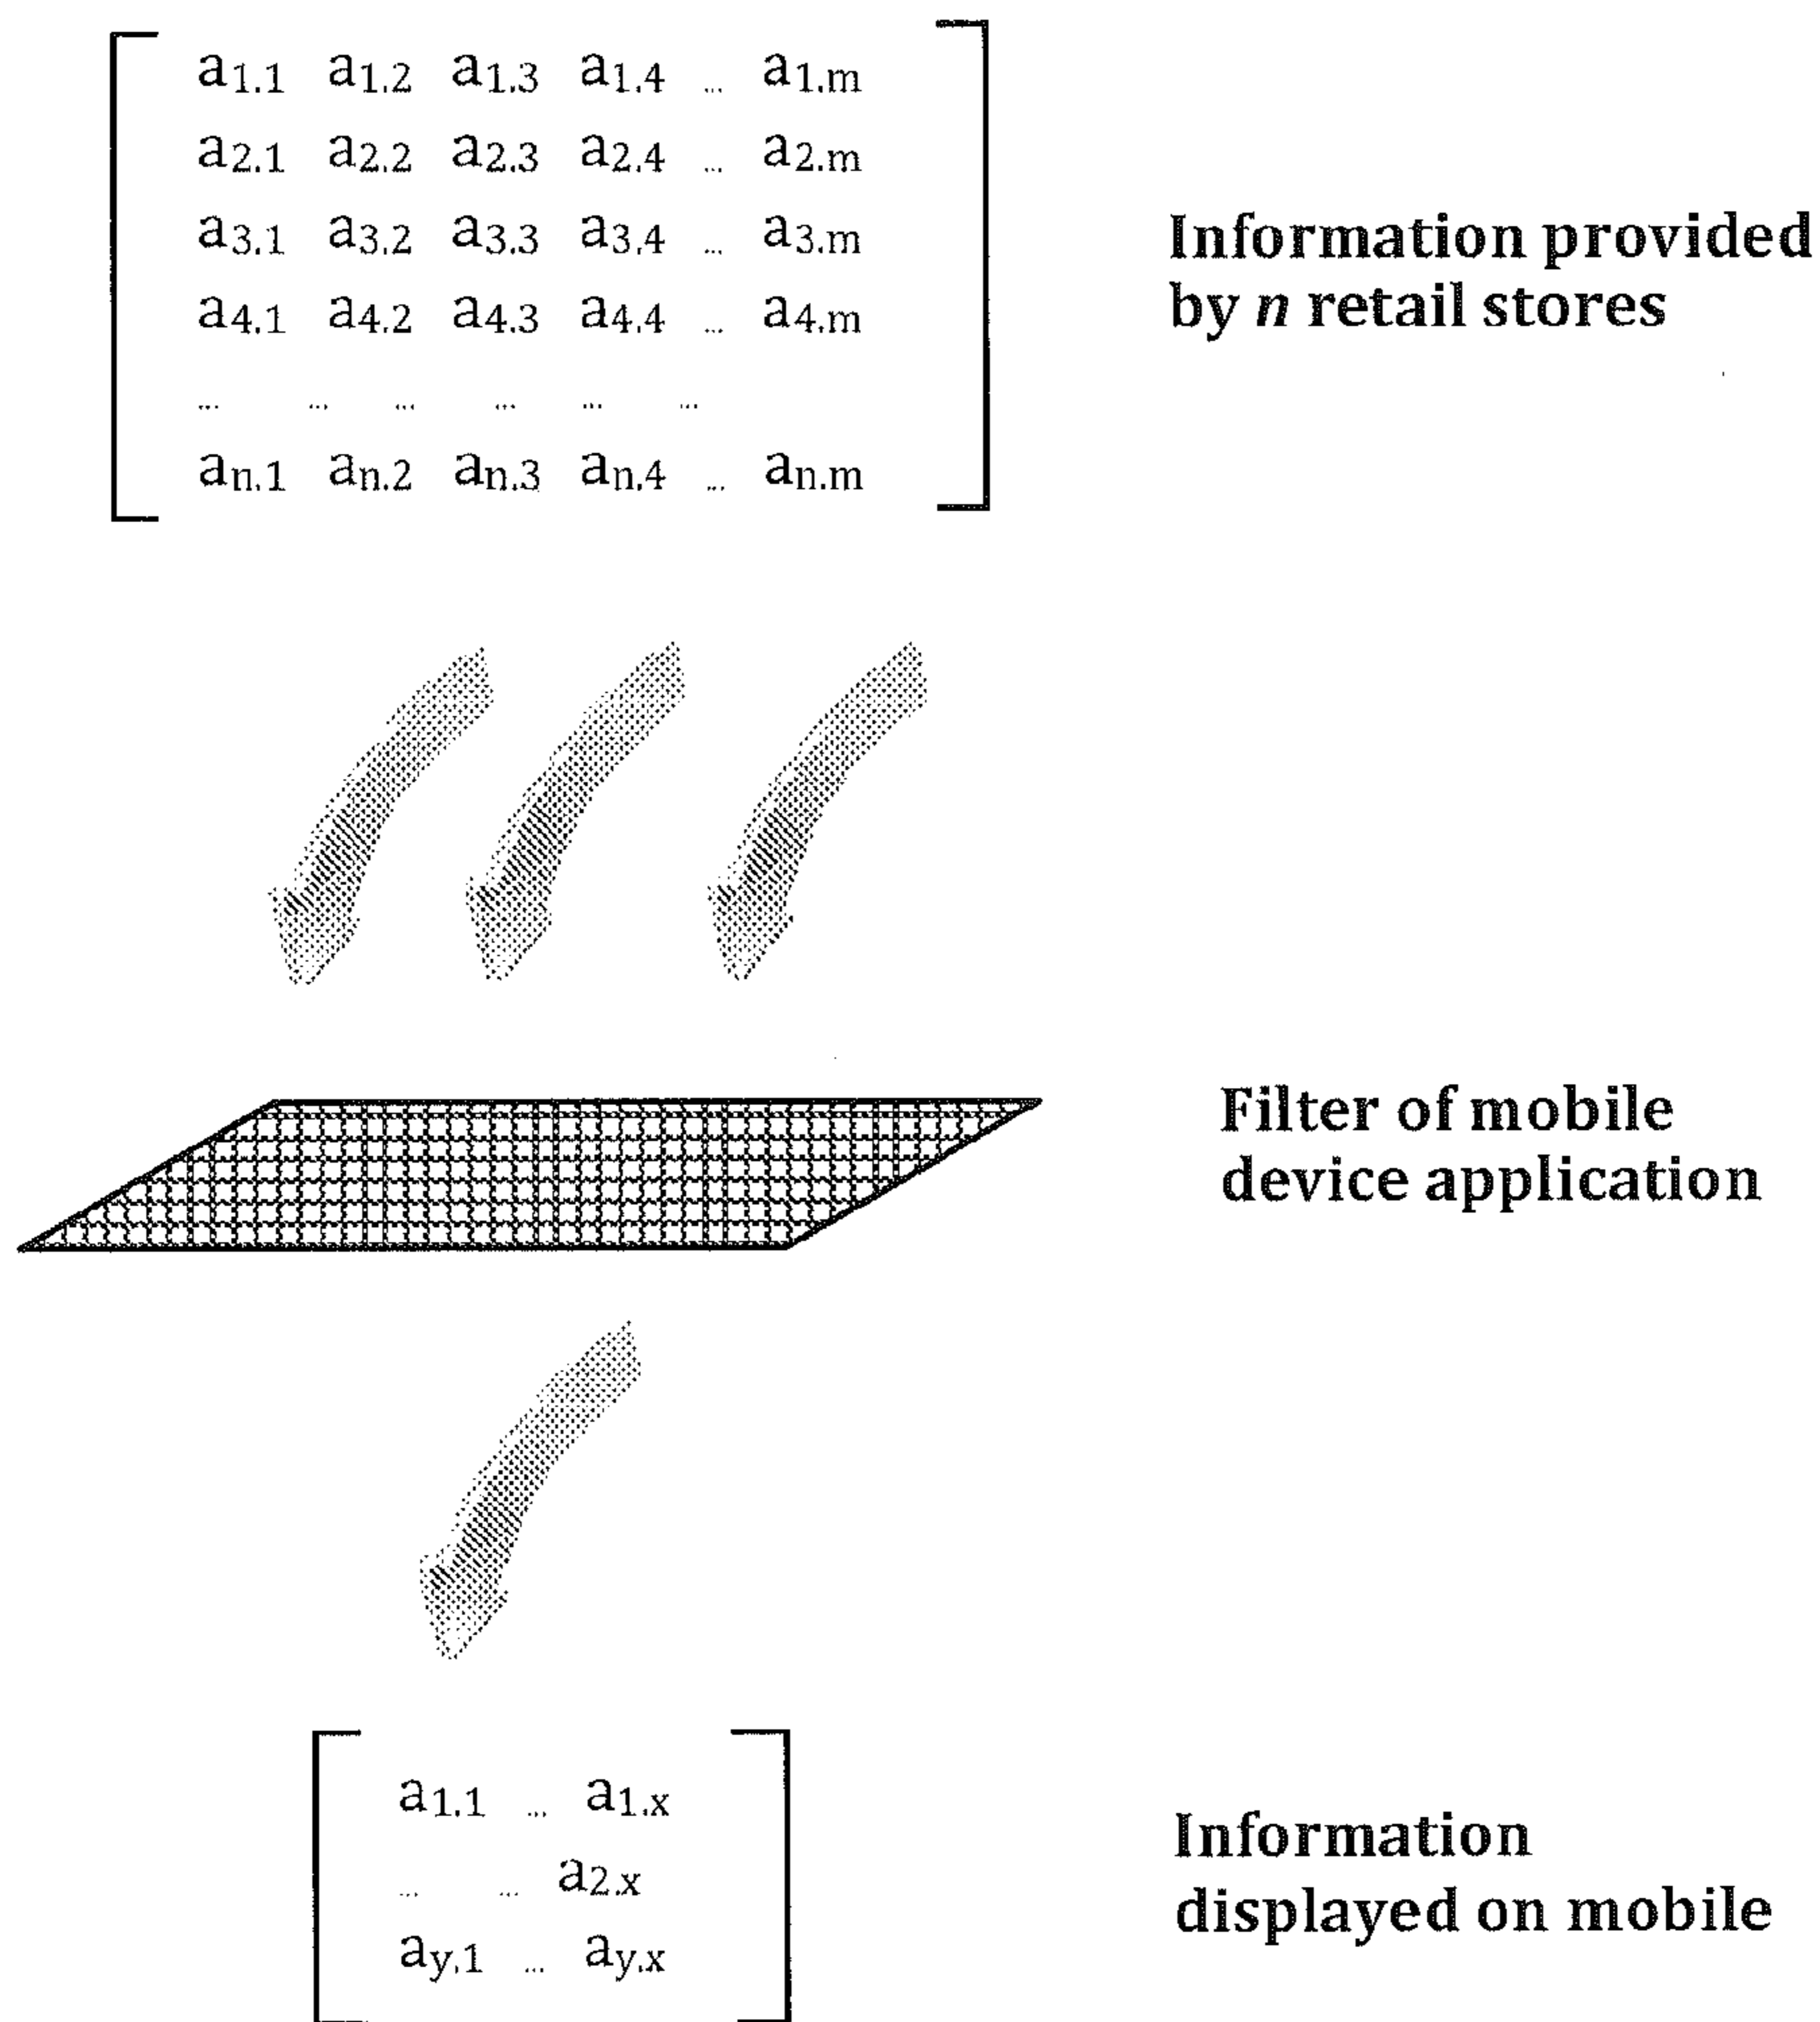 a1.1 a1.2 a1.3 a1.4 ... a1.m
a2.1 a2.2 a2.3 a2.4 ... a2.m
a3.1 a3.2 a3.3 a3.4 ... a3.m
a4.1 a4.2 a4.3 a4.4 ... a4.m
... ... ... ... ... ...
an.1 an.2 an.3 an.4 ... an.m
Information provided
by n retail stores
Filter of mobile
device application
a1.1 ... a1.x
... ... a2.x
ay.1 ... ay.x
Information
displayed on mobile